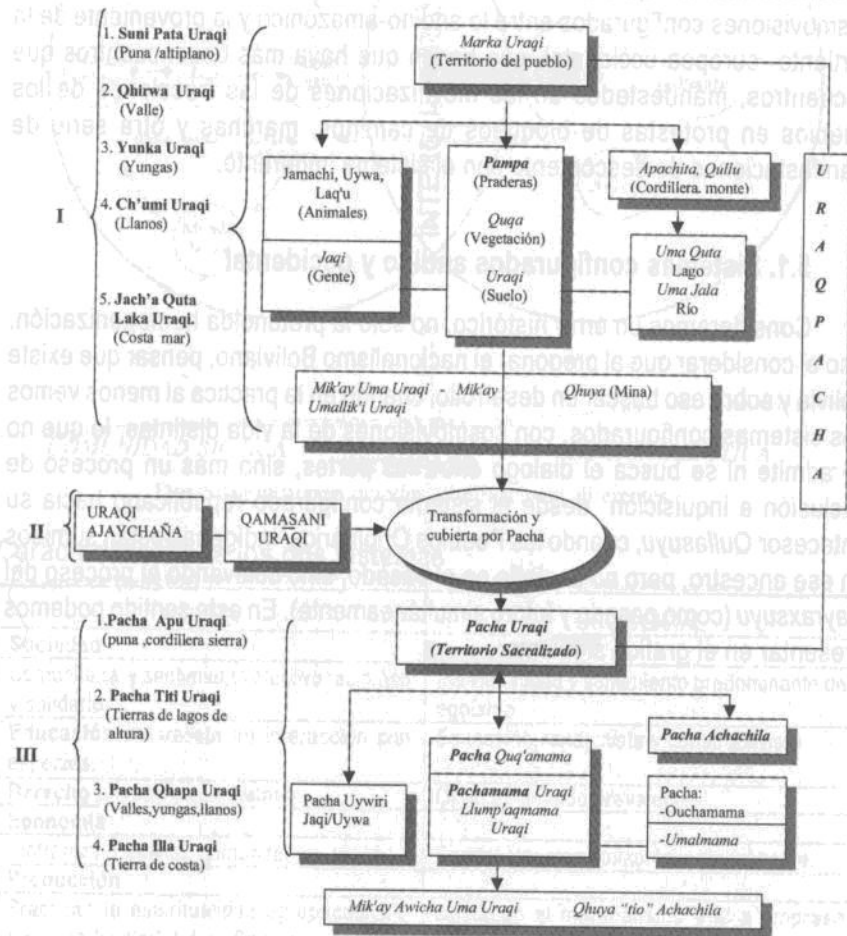 I
1. Suni Pata Uraqi
(Puna /altiplano)
2. Qhirwa Uraqi
(Valle)
3. Yunka Uraqi
(Yungas)
4. Ch'umi Uraqi
(Llanos)
5. Jach'a Quta
Laka Uraqi.
(Costa mar)
Marka Uraqi
(Territorio del pueblo)
Jamachi, Uywa,
Laq'u
(Animales)
Jaqi
(Gente)
Pampa
(Praderas)
Quqa
(Vegetación)
Uraqi
(Suelo)
Apachita, Qullu
(Cordillera. monte)
Uma Quta
Lago
Uma Jala
Río
Mik'ay Uma Uraqi - Mik'ay Qhuya (Mina)
Umallik'i Uraqi
URAQPACHA
II
URAQI
AJAYCHAÑA
QAMASANI
URAQI
Transformación y
cubierta por Pacha
III
1.Pacha Apu Uraqi
(puna ,cordillera sierra)
2. Pacha Titi Uraqi
(Tierras de lagos de
altura)
3. Pacha Qhapa Uraqi
(Valles,yungas,llanos)
4. Pacha Illa Uraqi
(Tierra de costa)
Pacha Uraqi
(Territorio Sacralizado)
Pacha Uywiri
Jaqi/Uywa
Pacha Quq'amama
Pachamama Uraqi
Llump'aqmama
Uraqi
Pacha Achachila
Pacha:
-Ouchamama
-Umalmama
Mik'ay Awicha Uma Uraqi Qhuya "tio" Achachila